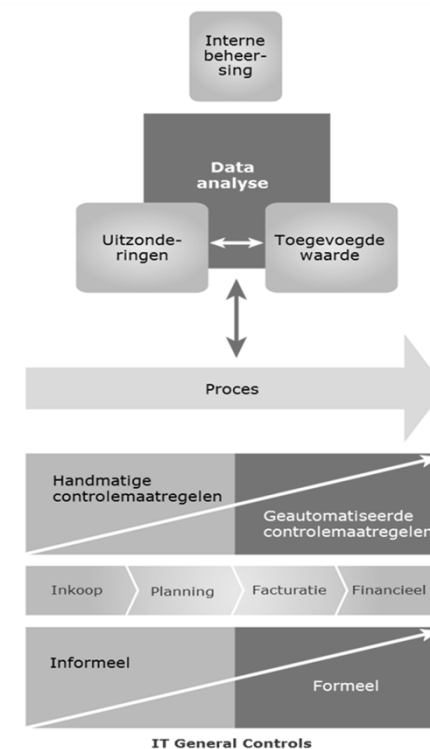 Interne
beheer-
sing
Data
analyse
Uitzonde-
ringen
Toegevoegde
waarde
Proces
Handmatige
controlemaatregelen
Geautomatiseerde
controlemaatregelen
Inkoop
Planning
Facturatie
Financieel
Informeel
Formeel
IT General Controls